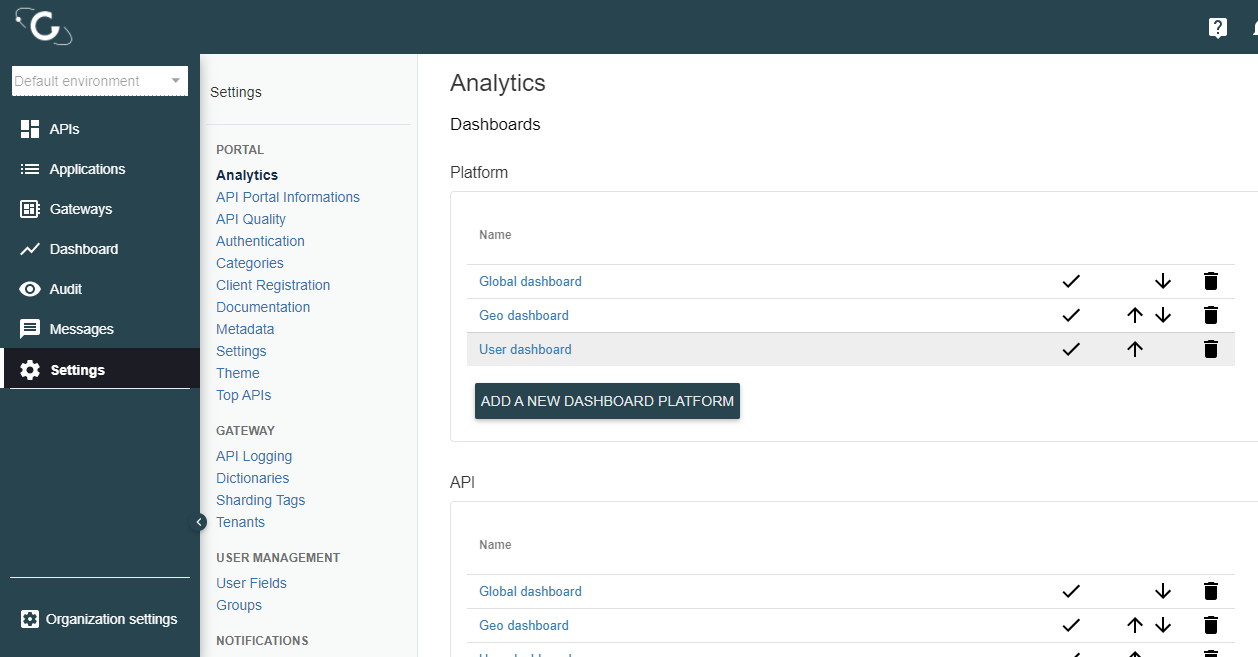 Default environment
APIs
Applications
Gateways
Dashboard
Audit
Messages
Settings
Organization settings
Settings
PORTAL
Analytics
API Portal Informations
API Quality
Authentication
Categories
Client Registration
Documentation
Metadata
Settings
Theme
Top APIs
GATEWAY
API Logging
Dictionaries
Sharding Tags
Tenants
USER MANAGEMENT
User Fields
Groups
NOTIFICATIONS
Analytics
Dashboards
Platform
Name
Global dashboard
Geo dashboard
User dashboard
ADD A NEW DASHBOARD PLATFORM
API
Name
Global dashboard
Geo dashboard